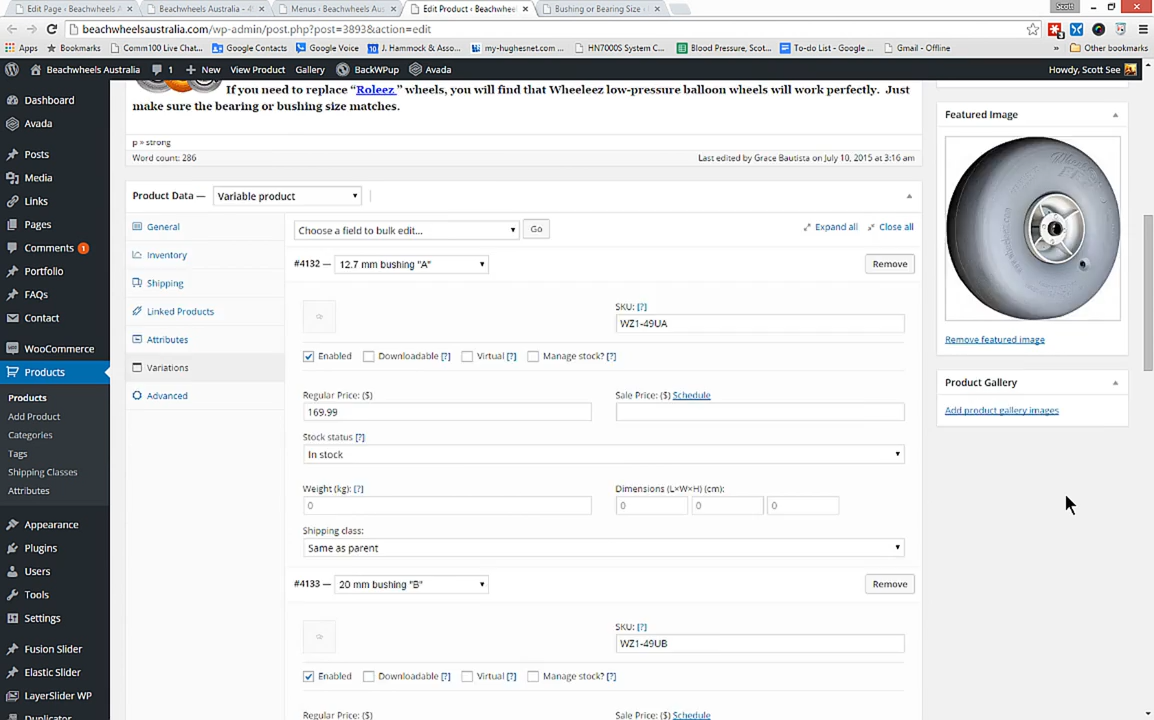 Edit Page ‹ Beachwheels A
Beachwheels Australia - 4
Menus ‹ Beachwheels Aus
Edit Product ‹ Beachwhee
Bushing or Bearing Size ‹
Scott
beachwheelsaustralia.com/wp-admin/post.php?post=3893&action=edit
Apps
Bookmarks
Comm100 Live Chat...
Google Contacts
Google Voice
J. Hammock & Asso...
my-hughesnet.com ...
HN7000S System C...
Blood Pressure, Scot...
To-do List - Google ...
Gmail - Offline
»
Other bookmarks
Beachwheels Australia
1
+ New
View Product
Gallery
BackWPup
Avada
Howdy, Scott See
Dashboard
Avada
Posts
Media
Links
Pages
Comments 1
Portfolio
FAQs
Contact
WooCommerce
Products
Products
Add Product
Categories
Tags
Shipping Classes
Attributes
Appearance
Plugins
Users
Tools
Settings
Fusion Slider
Elastic Slider
LayerSlider WP
Duplicator
If you need to replace “Roleez ” wheels, you will find that Wheeleez low-pressure balloon wheels will work perfectly. Just
make sure the bearing or bushing size matches.
p » strong
Word count: 286
Last edited by Grace Bautista on July 10, 2015 at 3:16 am
Product Data — Variable product
General
Inventory
Shipping
Linked Products
Attributes
Variations
Advanced
Choose a field to bulk edit...
Go
Expand all
Close all
#4132 — 12.7 mm bushing "A"
Remove
SKU: [?]
WZ1-49UA
Enabled
Downloadable [?]
Virtual [?]
Manage stock? [?]
Regular Price: ($)
169.99
Sale Price: ($) Schedule
Stock status [?]
In stock
Weight (kg): [?]
0
Dimensions (L×W×H) (cm):
0
0
0
Shipping class:
Same as parent
#4133 — 20 mm bushing "B"
Remove
SKU: [?]
WZ1-49UB
Enabled
Downloadable [?]
Virtual [?]
Manage stock? [?]
Regular Price: ($)
Sale Price: ($) Schedule
Featured Image
Remove featured image
Product Gallery
Add product gallery images